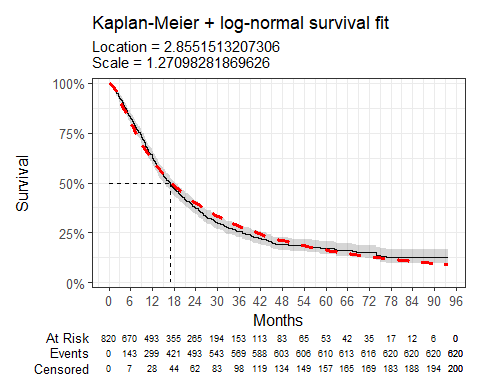 Kaplan-Meier + log-normal survival fit
Location = 2.8551513207306
Scale = 1.27098281869626
100%
75%
50%
25%
0%
Survival
0 6 12 18 24 30 36 42 48 54 60 66 72 78 84 90 96
Months
At Risk 820 670 493 355 265 194 153 113 83 65 53 42 35 17 12 6 0
Events 0 143 299 421 493 543 569 588 603 606 610 613 616 620 620 620 620
Censored 0 7 28 44 62 83 98 119 134 149 157 165 169 183 188 194 200